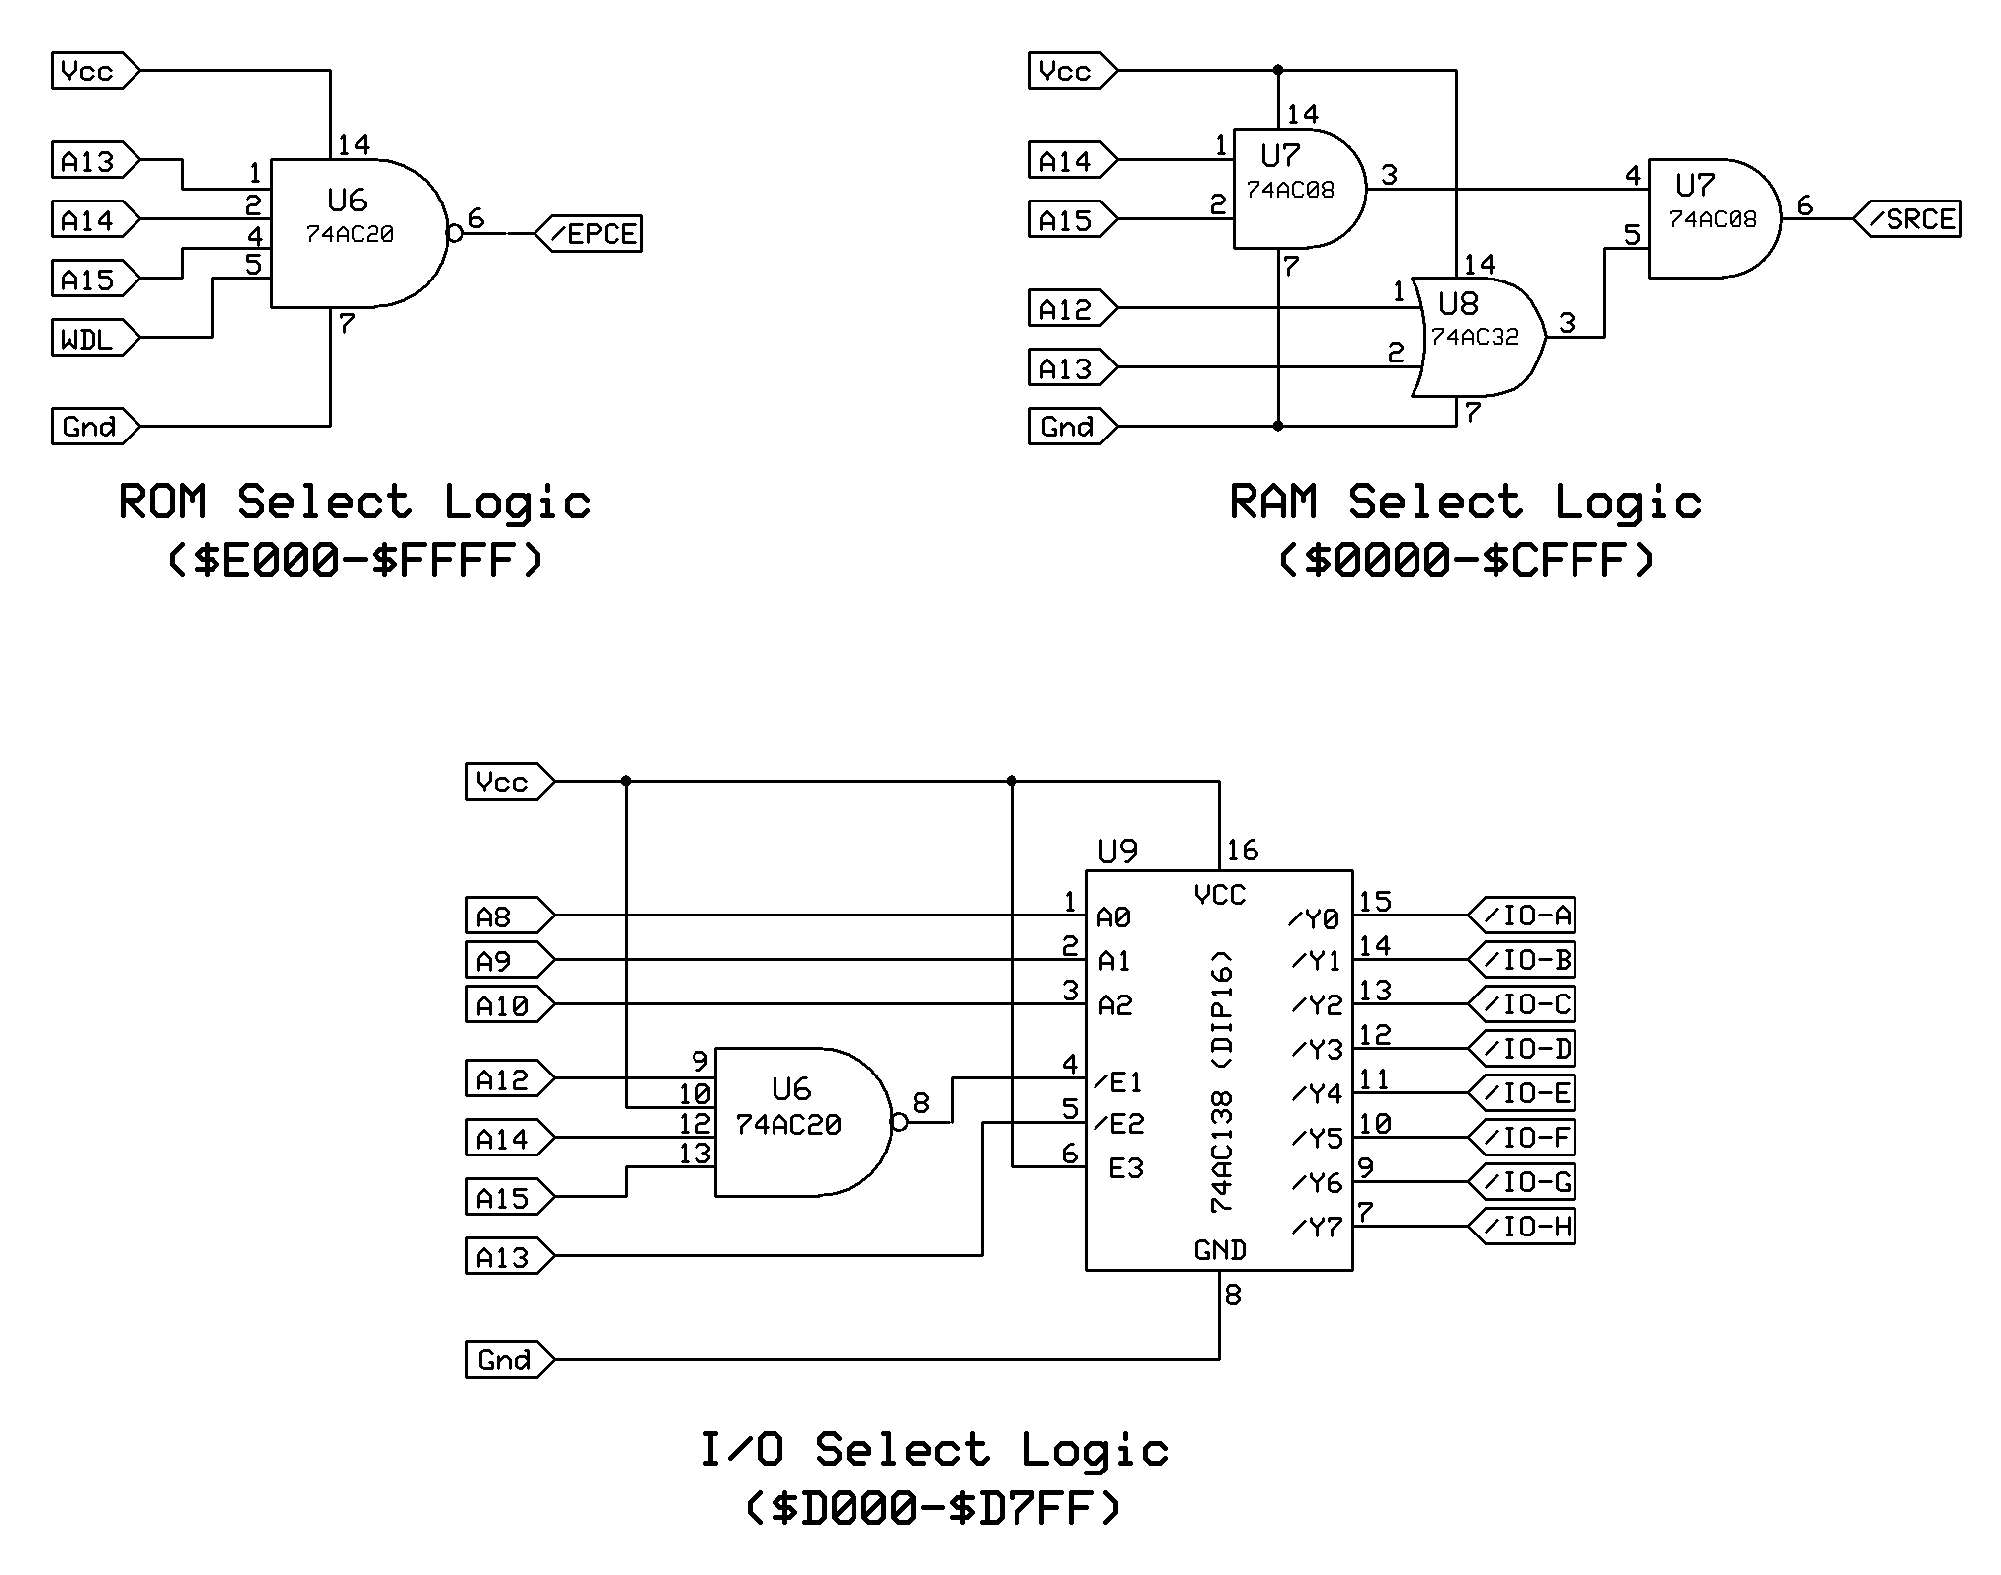 Vcc
14
A13
1
U6
A14
2
74AC20
6
/EPCE
A15
4
5
WDL
7
Gnd
ROM Select Logic
($E000-$FFFF)
Vcc
14
A14
1
U7
74AC08
3
A15
2
7
4
U7
74AC08
6
/SRCE
5
14
A12
1
U8
74AC32
3
A13
2
7
Gnd
RAM Select Logic
($0000-$CFFF)
Vcc
U9
16
VCC
A8
1
A0
/Y0
15
/IO-A
A9
2
A1
/Y1
14
/IO-B
A10
3
A2
/Y2
13
/IO-C
/Y3
12
/IO-D
A12
9
U6
4
/E1
/Y4
11
/IO-E
10
74AC20
8
A14
12
5
/E2
/Y5
10
/IO-F
13
6
E3
/Y6
9
/IO-G
A15
/Y7
7
/IO-H
74AC138 (DIP16)
A13
GND
8
Gnd
I/O Select Logic
($D000-$D7FF)